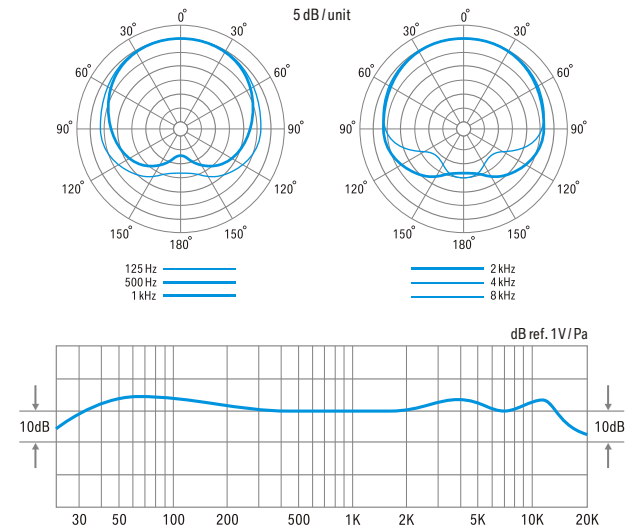 5 dB / unit
0°
30° 30°
60° 60°
90° 90°
120° 120°
150° 150°
180°
0°
30° 30°
60° 60°
90° 90°
120° 120°
150° 150°
180°
125 Hz
500 Hz
1 kHz
2 kHz
4 kHz
8 kHz
dB ref. 1V / Pa
10dB 10dB
30 50 100 200 500 1K 2K 5K 10K 20K